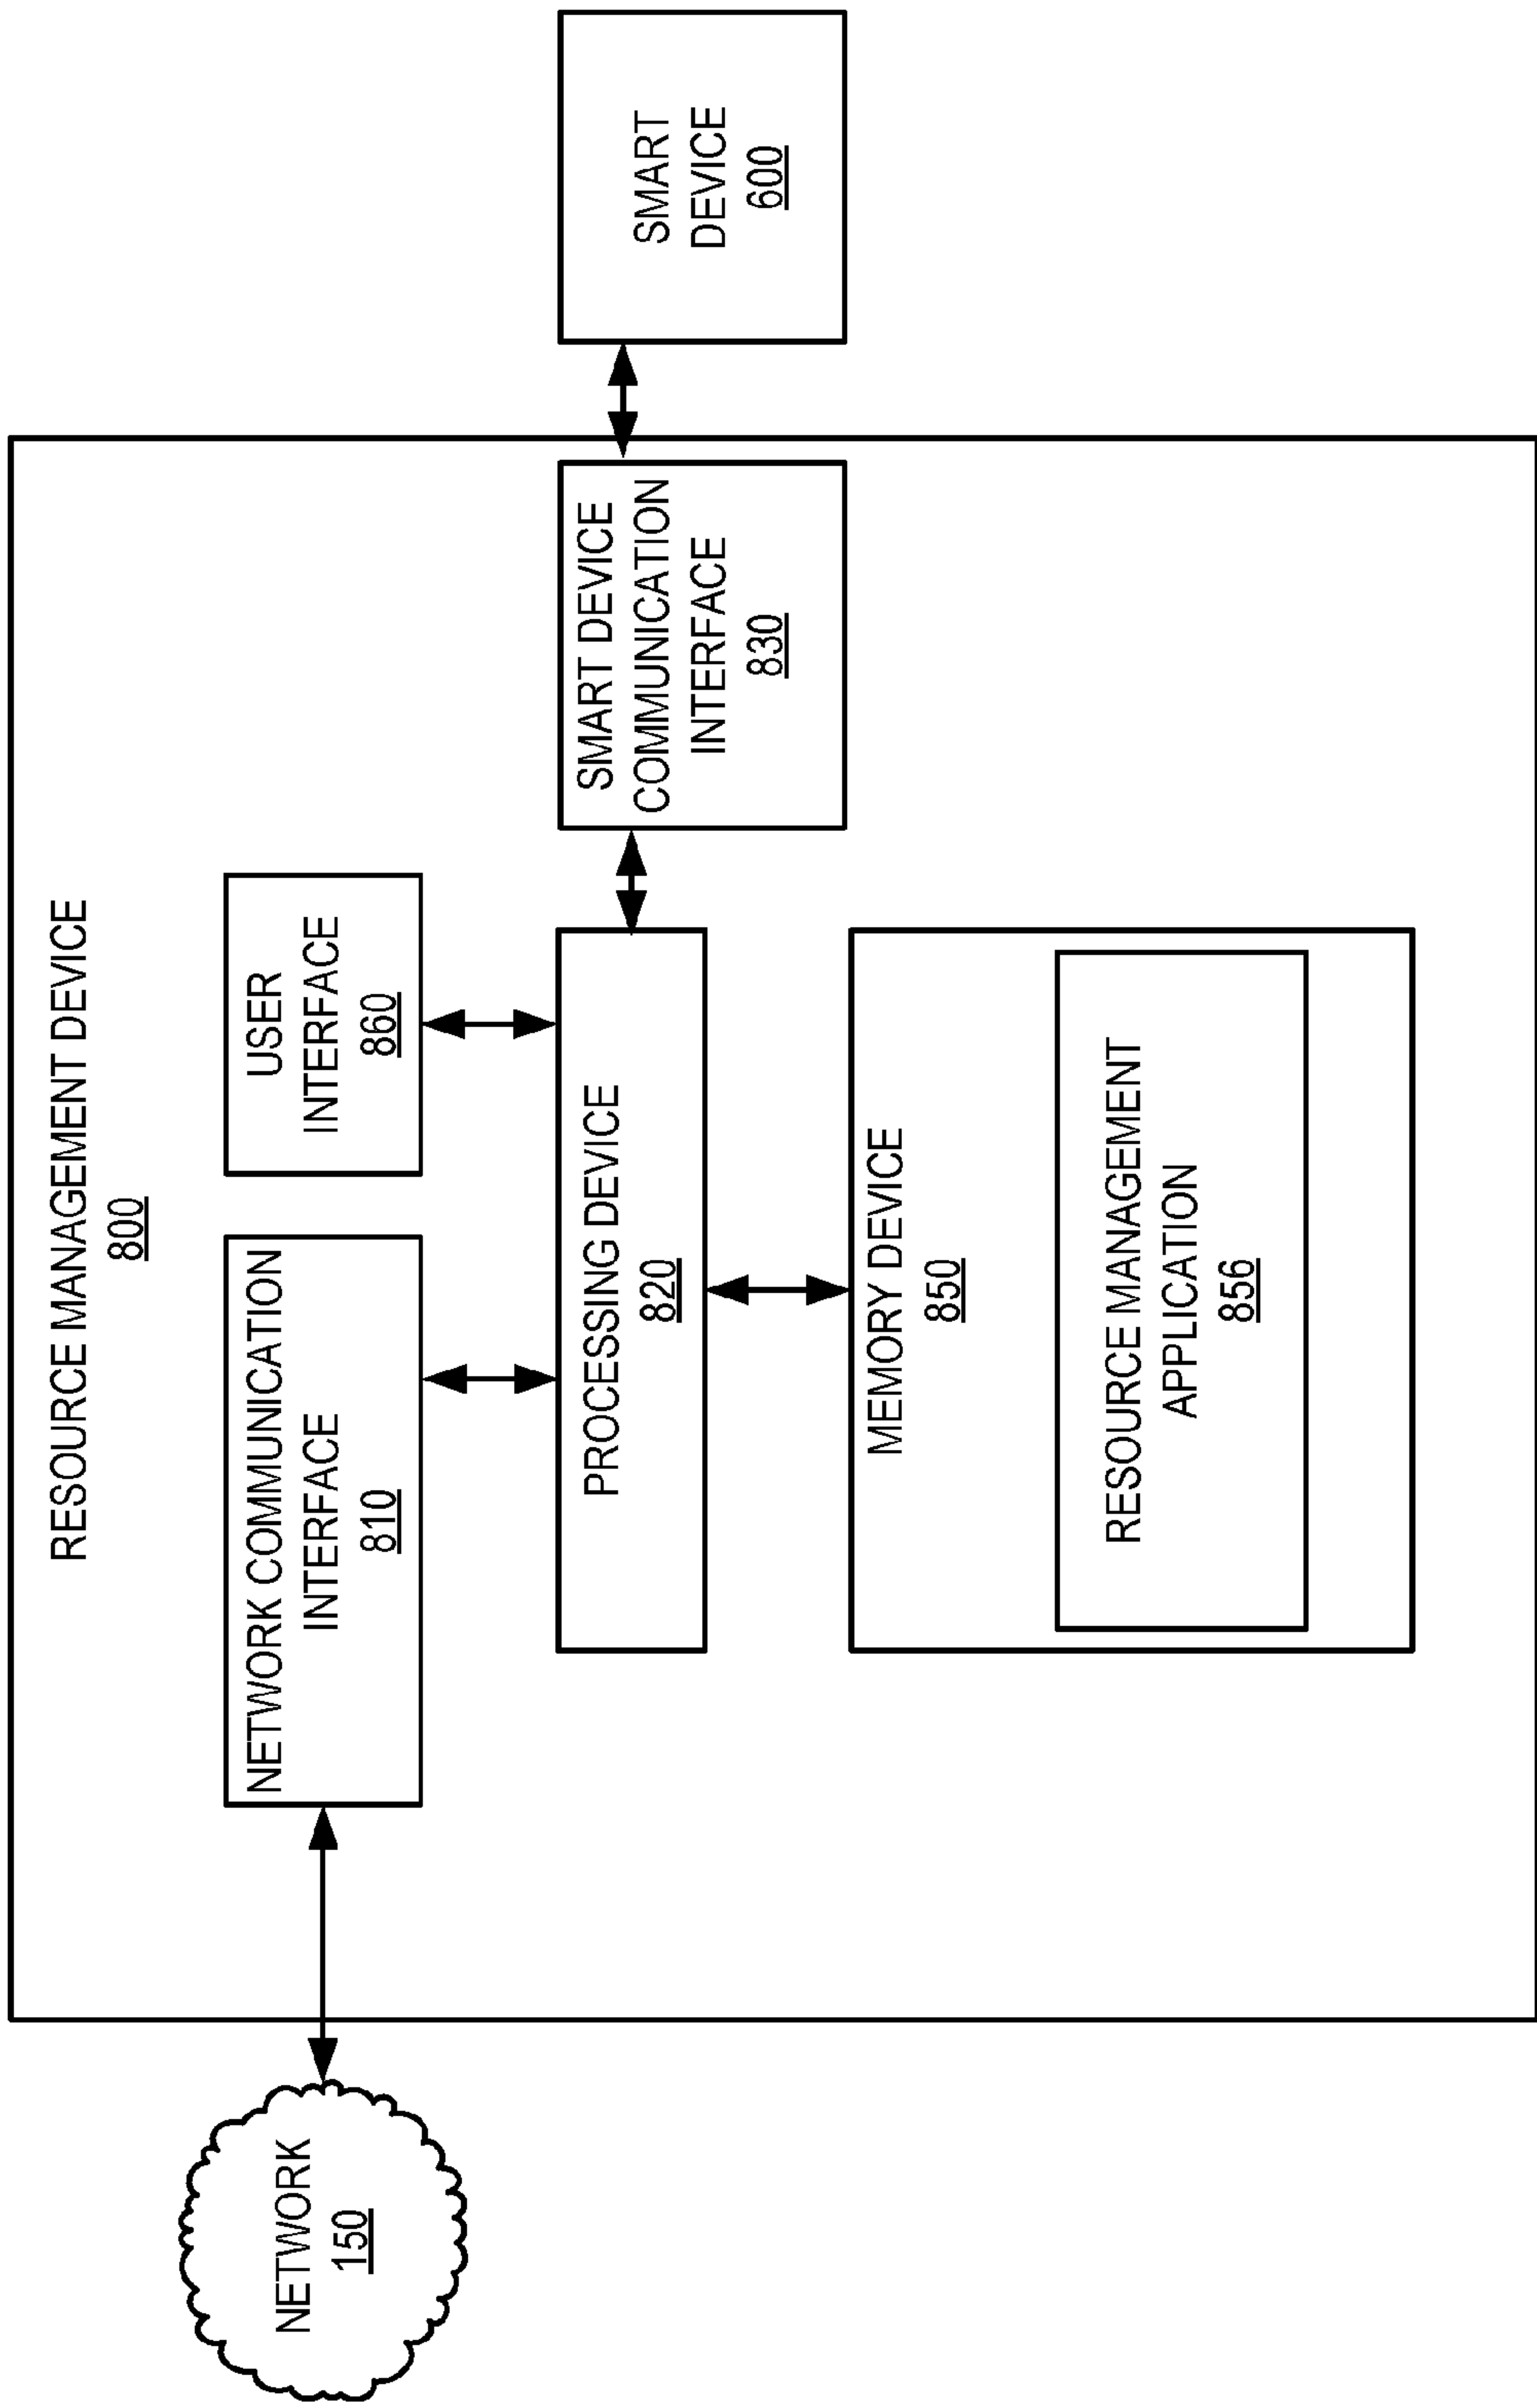 RESOURCE MANAGEMENT DEVICE
800
NETWORK
150
NETWORK COMMUNICATION
INTERFACE
810
USER
INTERFACE
860
PROCESSING DEVICE
820
SMART DEVICE
COMMUNICATION
INTERFACE
830
SMART
DEVICE
600
MEMORY DEVICE
850
RESOURCE MANAGEMENT
APPLICATION
856